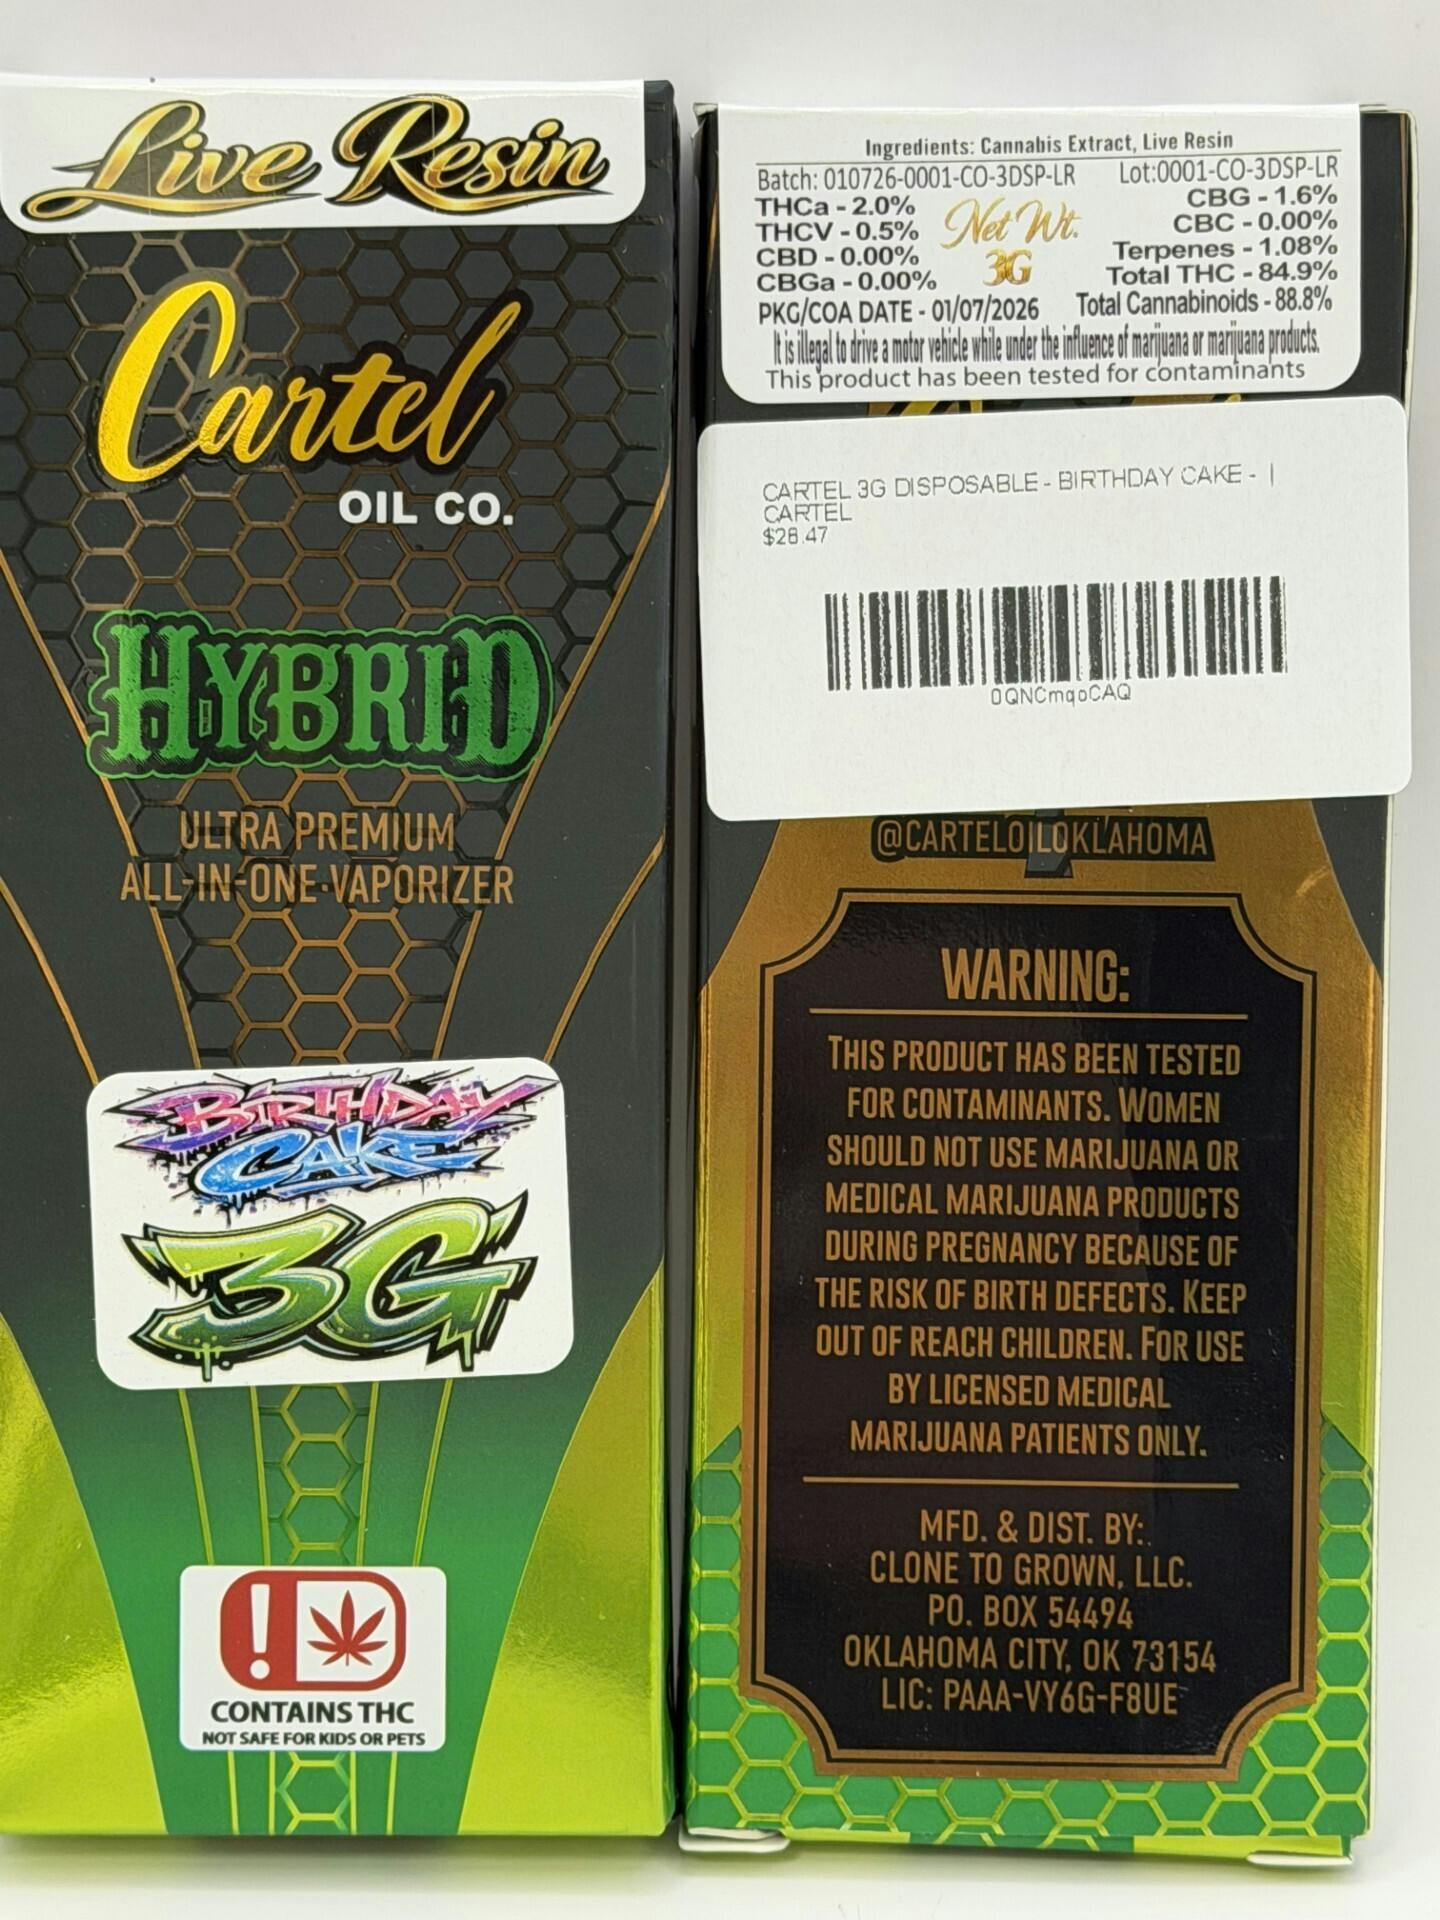 Live Resin
Cartel
OIL CO.
HYBRID
ULTRA PREMIUM
ALL-IN-ONE VAPORIZER
BIRTHDAY
CAKE
3G
!
CONTAINS THC
NOT SAFE FOR KIDS OR PETS
Ingredients: Cannabis Extract, Live Resin
Batch: 010726-0001-CO-3DSP-LR Lot:0001-CO-3DSP-LR
THCa - 2.0% CBG - 1.6%
THCV - 0.5% Net Wt. CBC - 0.00%
CBD - 0.00% 3G Terpenes - 1.08%
CBGa - 0.00% Total THC - 84.9%
PKG/COA DATE - 01/07/2026 Total Cannabinoids - 88.8%
It is illegal to drive a motor vehicle while under the influence of marijuana or marijuana products.
This product has been tested for contaminants
CARTEL 3G DISPOSABLE - BIRTHDAY CAKE - |
CARTEL
$28.47
0QNCmqoCAQ
@CARTELOILOKLAHOMA
WARNING:
THIS PRODUCT HAS BEEN TESTED
FOR CONTAMINANTS. WOMEN
SHOULD NOT USE MARIJUANA OR
MEDICAL MARIJUANA PRODUCTS
DURING PREGNANCY BECAUSE OF
THE RISK OF BIRTH DEFECTS. KEEP
OUT OF REACH CHILDREN. FOR USE
BY LICENSED MEDICAL
MARIJUANA PATIENTS ONLY.
MFD. & DIST. BY:
CLONE TO GROWN, LLC.
PO. BOX 54494
OKLAHOMA CITY, OK 73154
LIC: PAAA-VY6G-F8UE